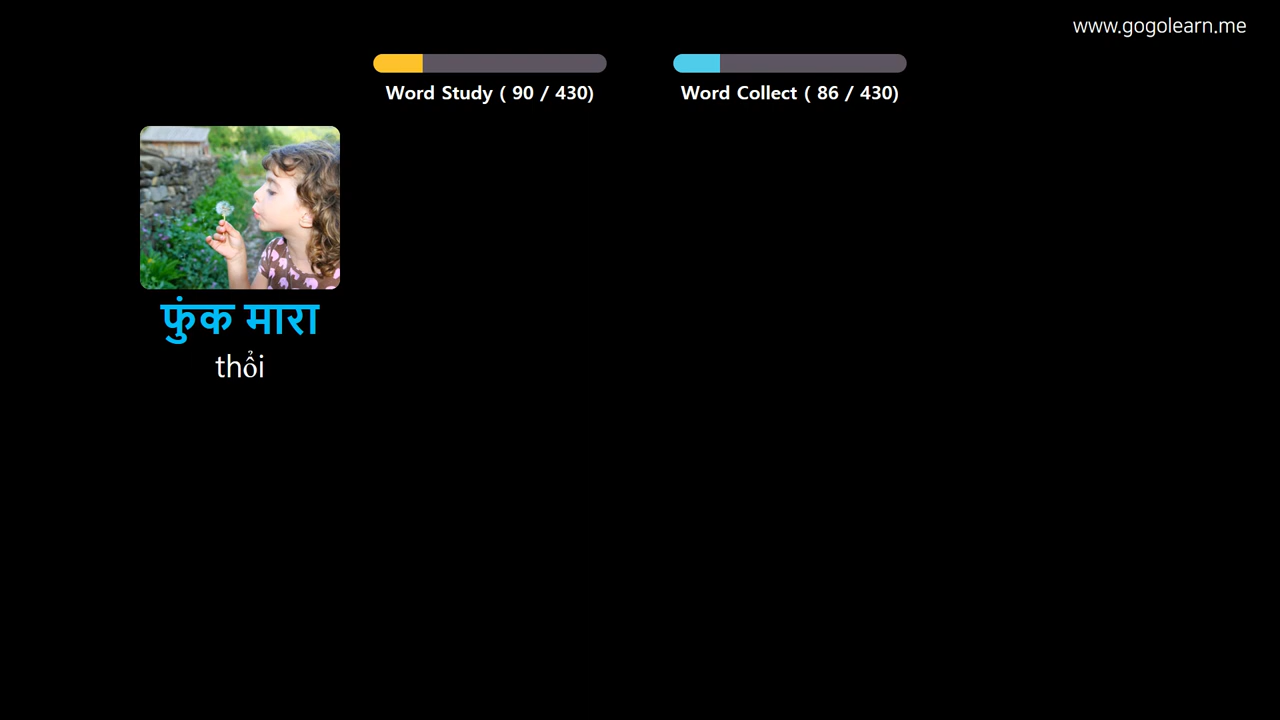 www.gogolearn.me
Word Study ( 90 / 430)
Word Collect ( 86 / 430)
फुंक मारा
thổi